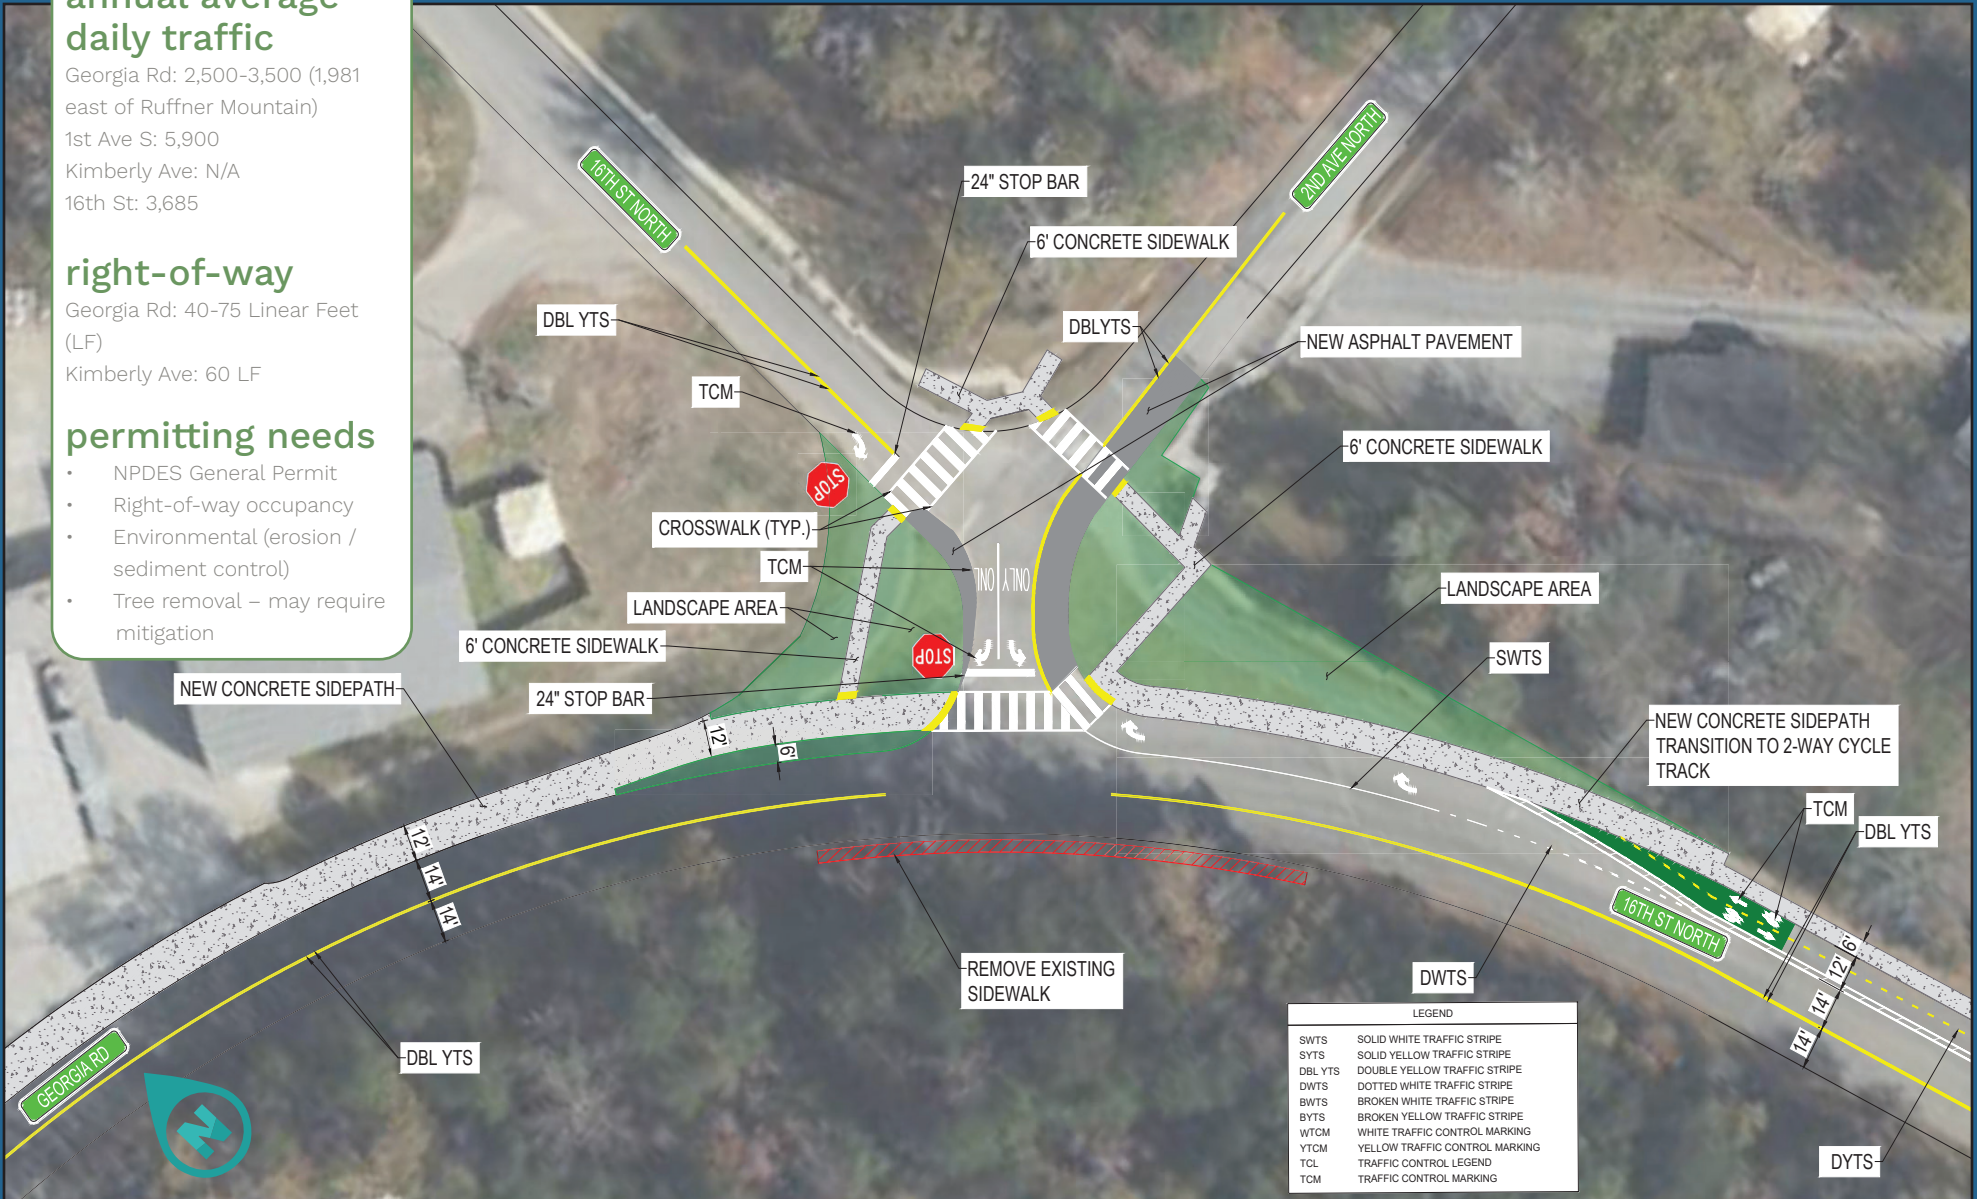 annual average
daily traffic
Georgia Rd: 2,500-3,500 (1,981
east of Ruffner Mountain)
1st Ave S: 5,900
Kimberly Ave: N/A
16th St: 3,685
right-of-way
Georgia Rd: 40-75 Linear Feet
(LF)
Kimberly Ave: 60 LF
permitting needs
• NPDES General Permit
• Right-of-way occupancy
• Environmental (erosion /
sediment control)
• Tree removal – may require
mitigation
16TH ST NORTH
2ND AVE NORTH
24" STOP BAR
6' CONCRETE SIDEWALK
DBL YTS
DBLYTS
NEW ASPHALT PAVEMENT
TCM
6' CONCRETE SIDEWALK
STOP
CROSSWALK (TYP.)
TCM
ONLY
LANDSCAPE AREA
LANDSCAPE AREA
6' CONCRETE SIDEWALK
STOP
SWTS
24" STOP BAR
NEW CONCRETE SIDEPATH
NEW CONCRETE SIDEPATH
TRANSITION TO 2-WAY CYCLE
TRACK
12'
6'
TCM
DBL YTS
12'
14'
14'
16TH ST NORTH
6'
12'
14'
14'
REMOVE EXISTING
SIDEWALK
DWTS
DBL YTS
GEORGIA RD
N
LEGEND
SWTS SOLID WHITE TRAFFIC STRIPE
SYTS SOLID YELLOW TRAFFIC STRIPE
DBL YTS DOUBLE YELLOW TRAFFIC STRIPE
DWTS DOTTED WHITE TRAFFIC STRIPE
BWTS BROKEN WHITE TRAFFIC STRIPE
BYTS BROKEN YELLOW TRAFFIC STRIPE
WTCM WHITE TRAFFIC CONTROL MARKING
YTCM YELLOW TRAFFIC CONTROL MARKING
TCL TRAFFIC CONTROL LEGEND
TCM TRAFFIC CONTROL MARKING
DYTS